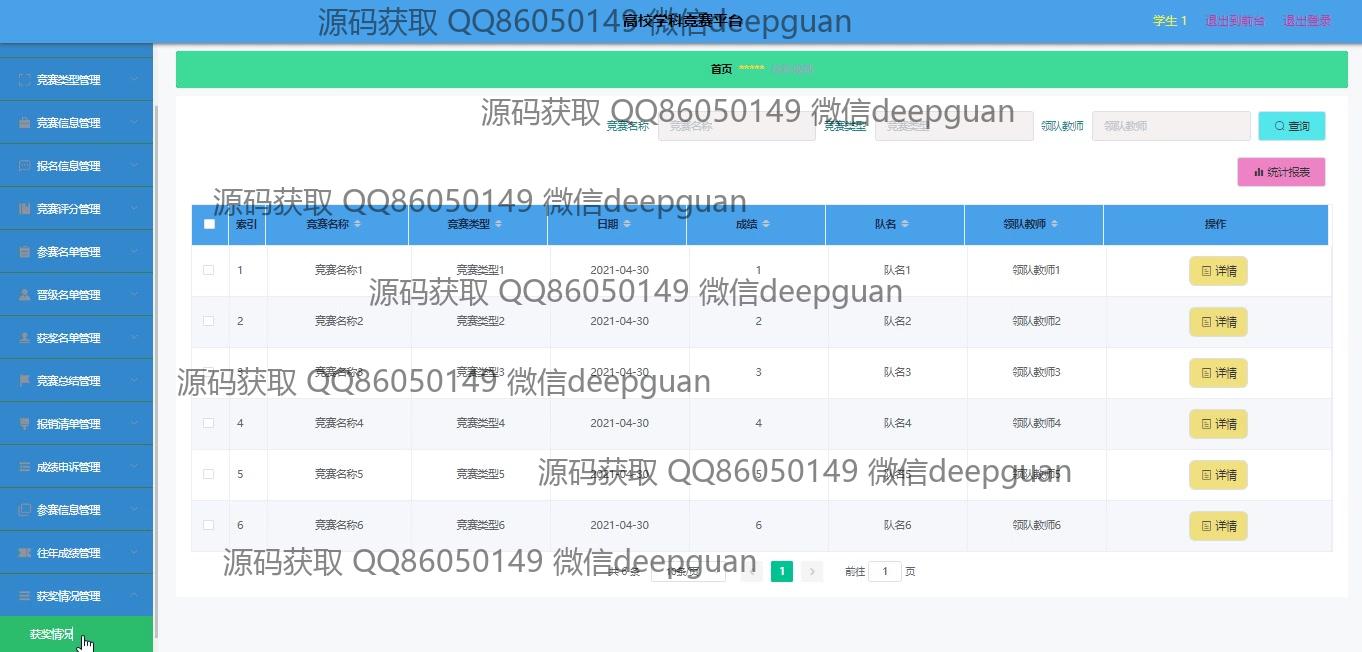 高校学科竞赛平台 学生 1 退出到前台 退出登录
源码获取 QQ86050149 微信deepguan
首页 *****
竞赛类型管理
竞赛信息管理
报名信息管理
竞赛评分管理
参赛名单管理
晋级名单管理
获奖名单管理
竞赛总结管理
报销清单管理
成绩申诉管理
参赛信息管理
往年成绩管理
获奖情况管理
获奖情况
源码获取 QQ86050149 微信deepguan
竞赛名称 竞赛名称 竞赛类型 竞赛类型 领队教师 领队教师 查询
统计报表
源码获取 QQ86050149 微信deepguan
索引 竞赛名称 竞赛类型 日期 成绩 队名 领队教师 操作
1 竞赛名称1 竞赛类型1 2021-04-30 1 队名1 领队教师1 详情
源码获取 QQ86050149 微信deepguan
2 竞赛名称2 竞赛类型2 2021-04-30 2 队名2 领队教师2 详情
3 竞赛名称3 竞赛类型3 2021-04-30 3 队名3 领队教师3 详情
源码获取 QQ86050149 微信deepguan
4 竞赛名称4 竞赛类型4 2021-04-30 4 队名4 领队教师4 详情
5 竞赛名称5 竞赛类型5 2021-04-30 5 队名5 领队教师5 详情
源码获取 QQ86050149 微信deepguan
6 竞赛名称6 竞赛类型6 2021-04-30 6 队名6 领队教师6 详情
源码获取 QQ86050149 微信deepguan
共 6 条 10条/页 1 前往 1 页